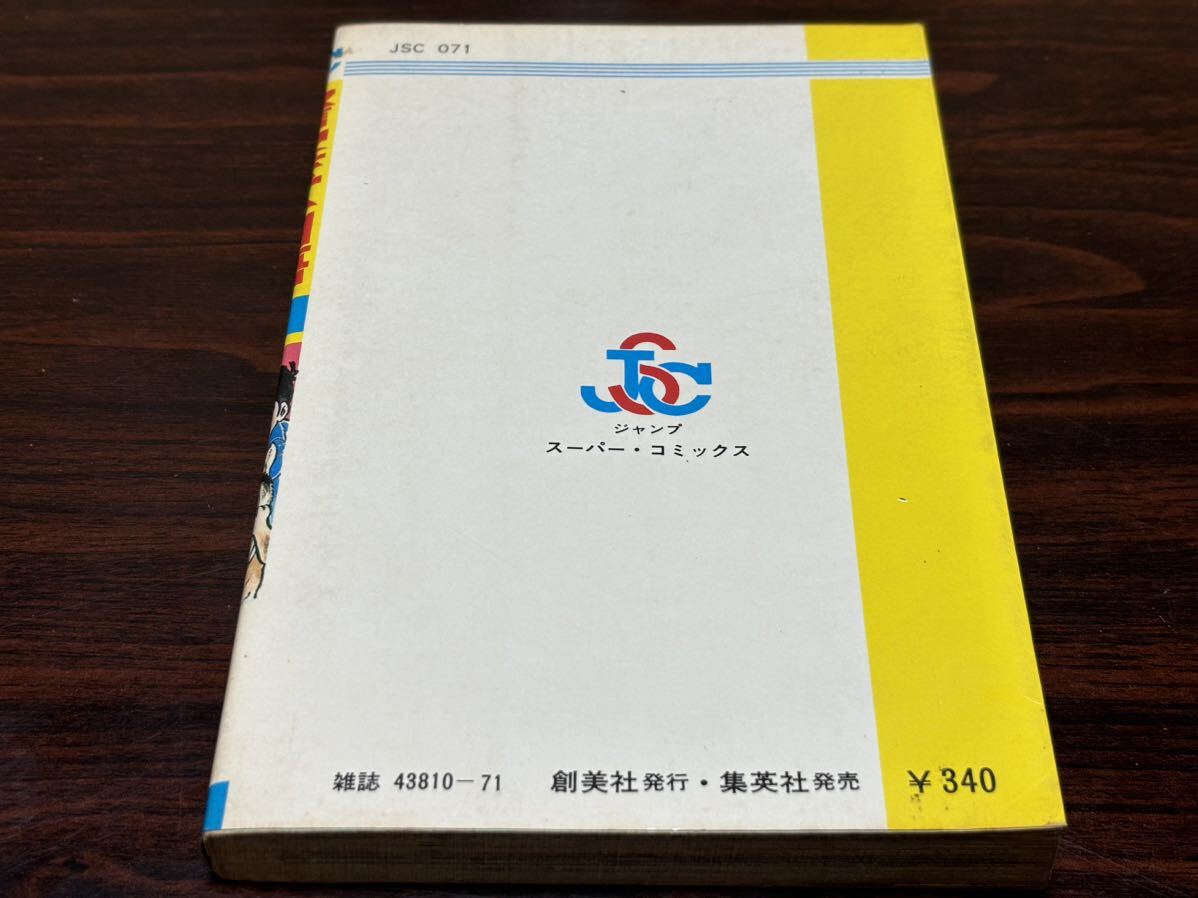 JSC 071
JSC
ジャンプ
スーパー・コミックス
雑誌 43810-71 創美社発行・集英社発売 ¥340